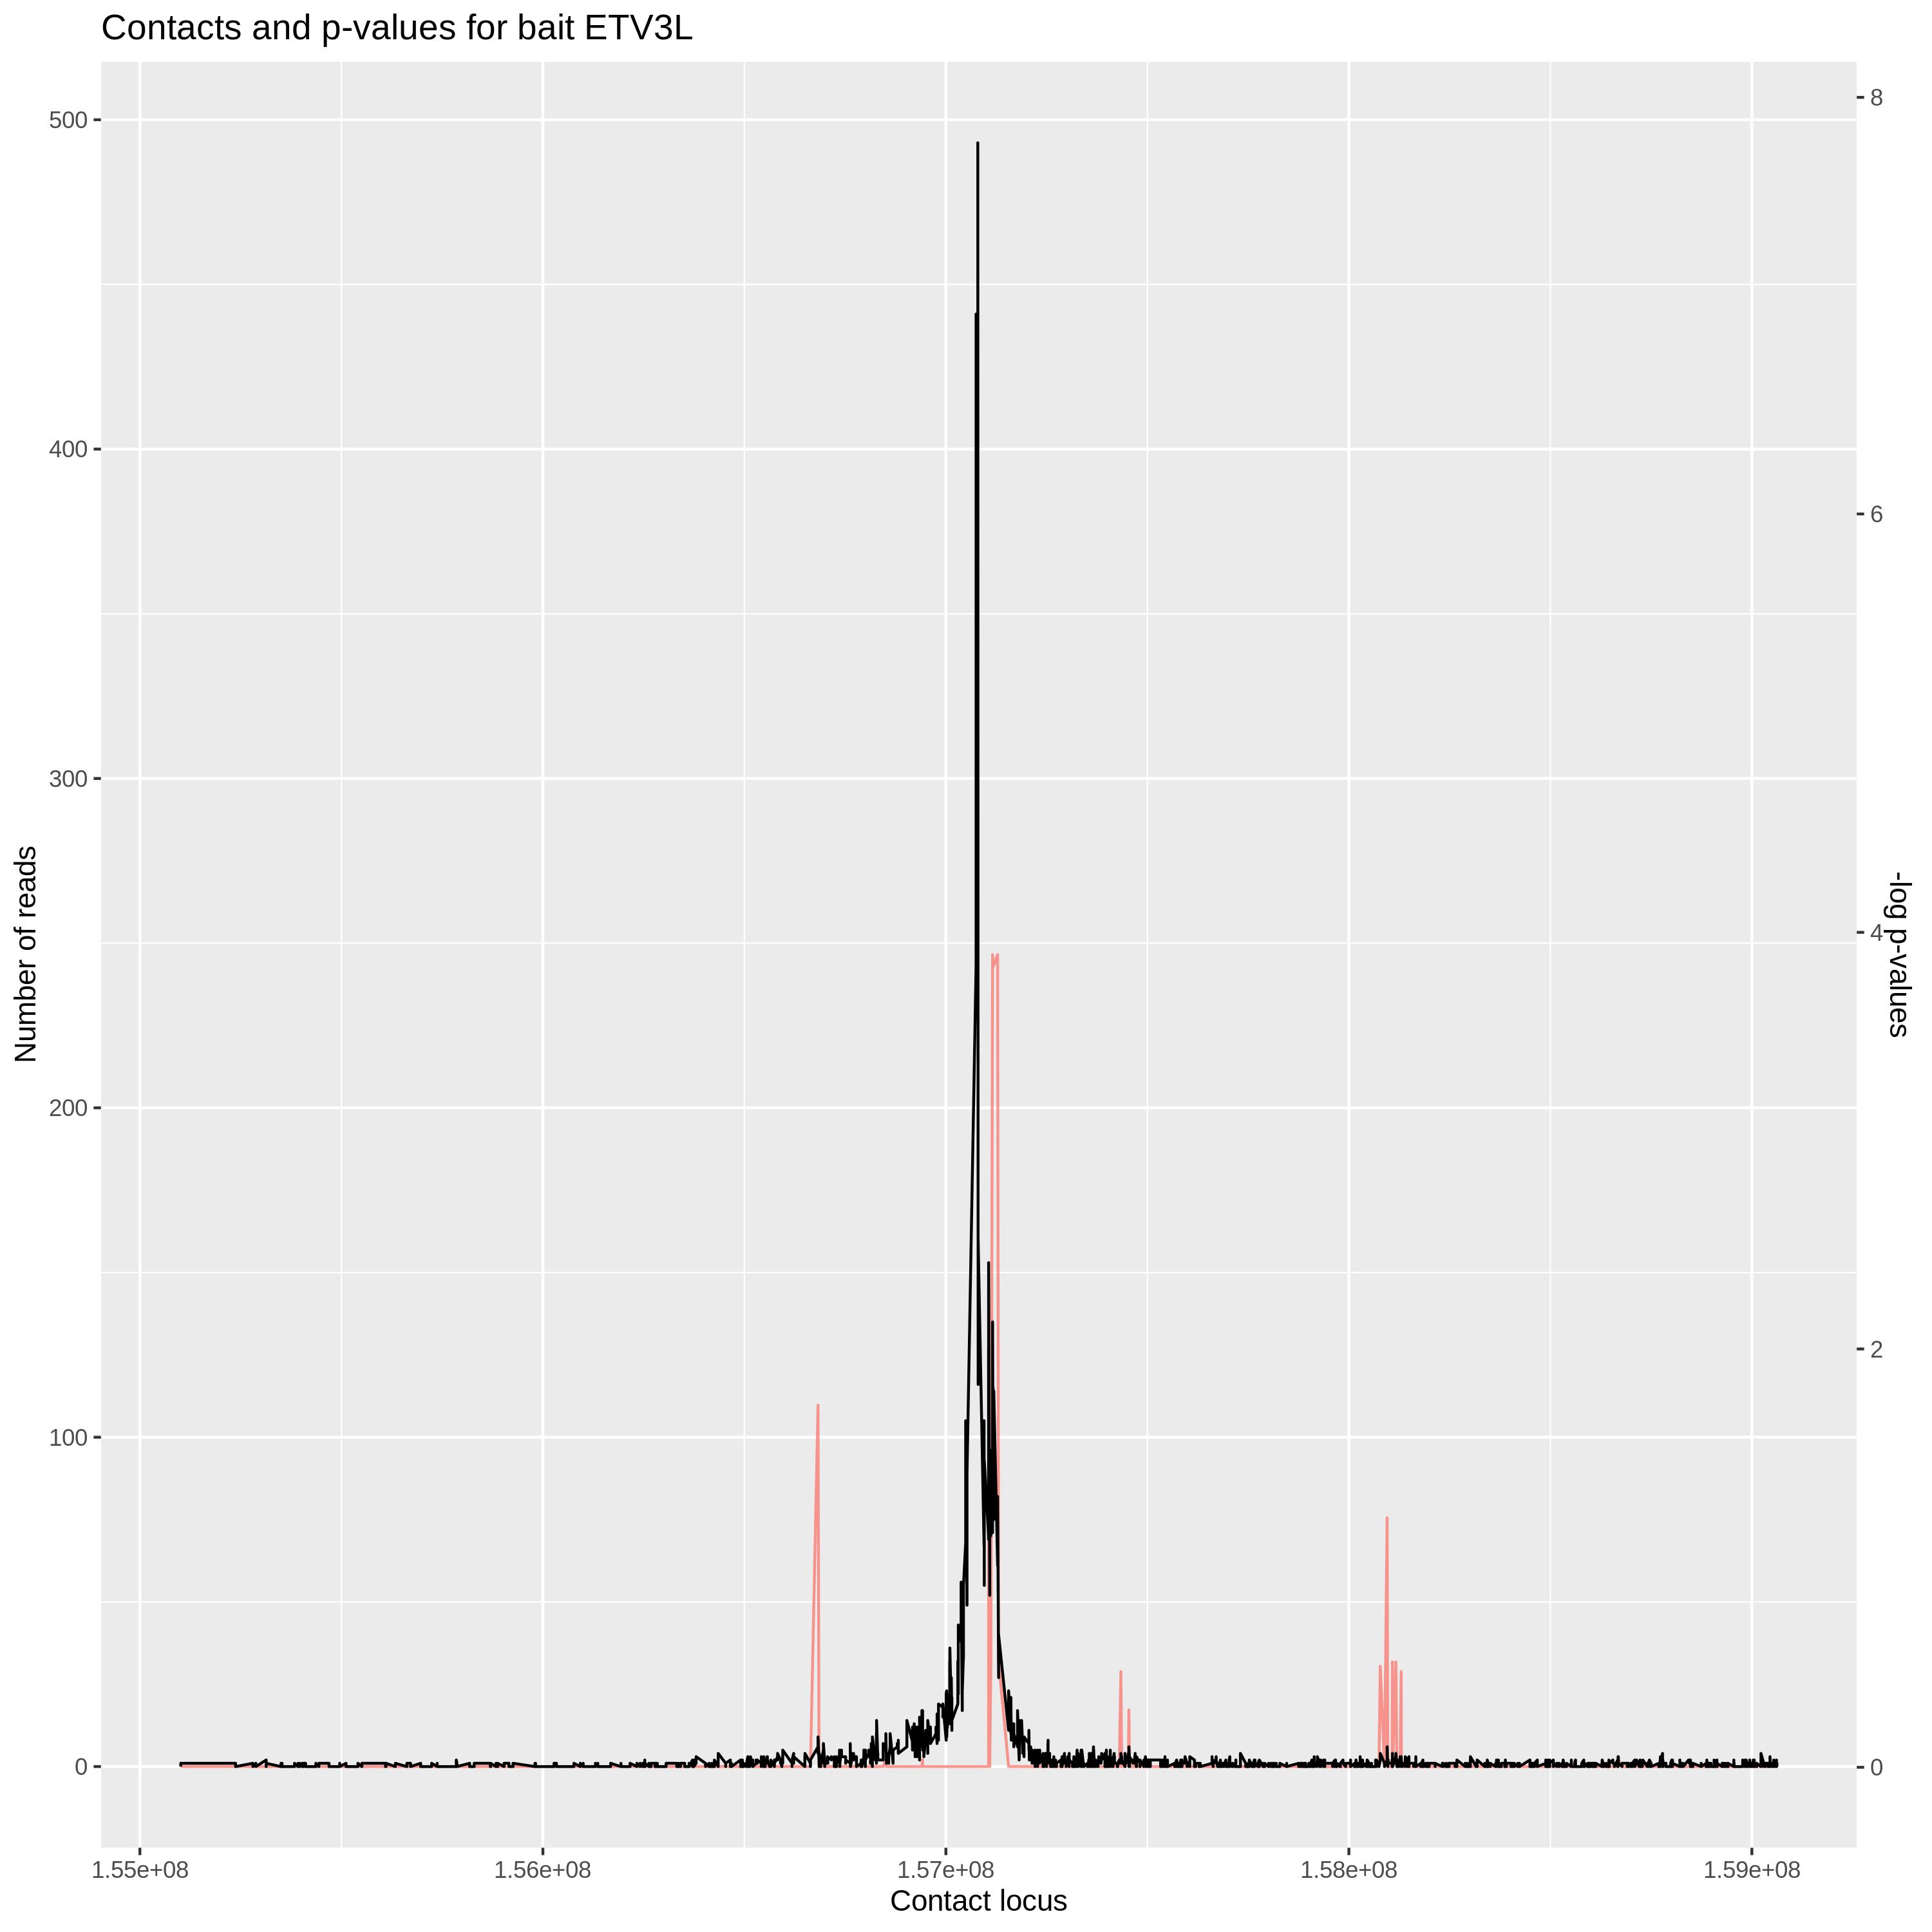 Contacts and p-values for bait ETV3L
500
400
300
200
100
0
Number of reads
8
6
4
2
0
-log p-values
1.55e+08
1.56e+08
1.57e+08
1.58e+08
1.59e+08
Contact locus